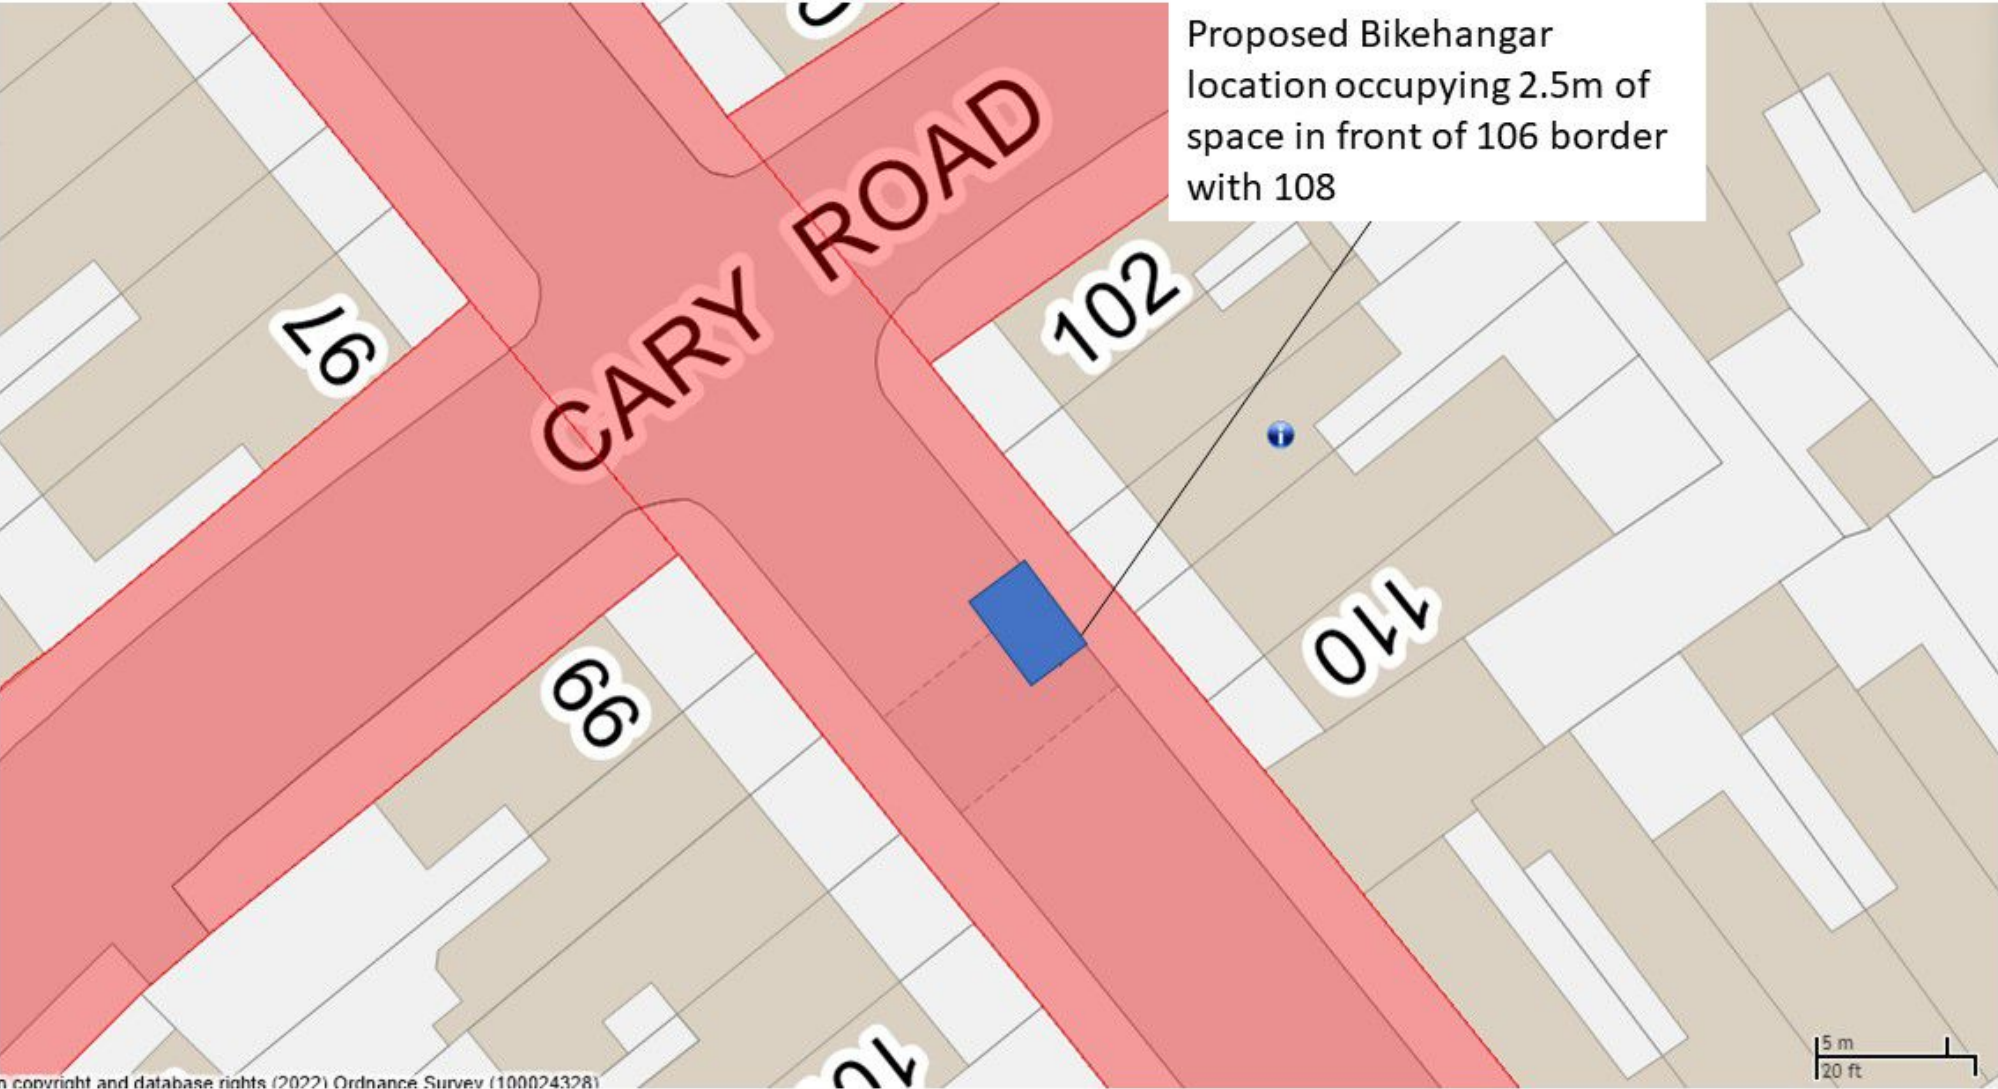 Proposed Bikehangar
location occupying 2.5m of
space in front of 106 border
with 108
CARY ROAD
97
102
i
110
99
5 m
20 ft
copyright and database rights (2022) Ordnance Survey (100024328)